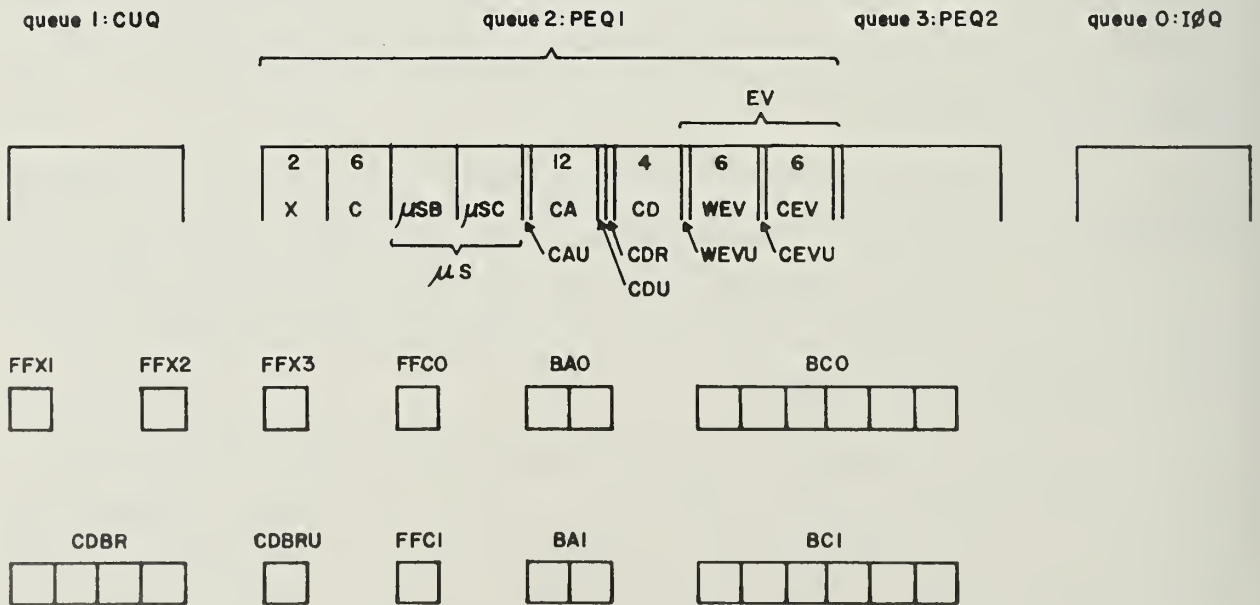 queue 1:CUQ queue 2:PEQ1 queue 3:PEQ2 queue 0:IØQ
EV
2 6 12 4 6 6
X C μSB μSC CA CD WEV CEV
CAU CDR WEVU CEVU
μS
CDU
FFX1 FFX2 FFX3 FFC0 BA0 BC0
CDBR CDBRU FFC1 BA1 BC1